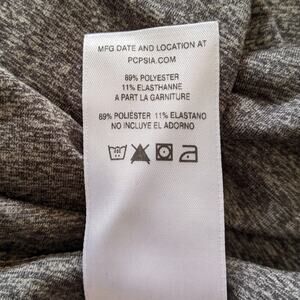 MFG DATE AND LOCATION AT
PCPSIA.COM
89% POLYESTER
11% ELASTHANNE
A PART LA GARNITURE
89% POLIÉSTER 11% ELASTANO
NO INCLUYE EL ADORNO